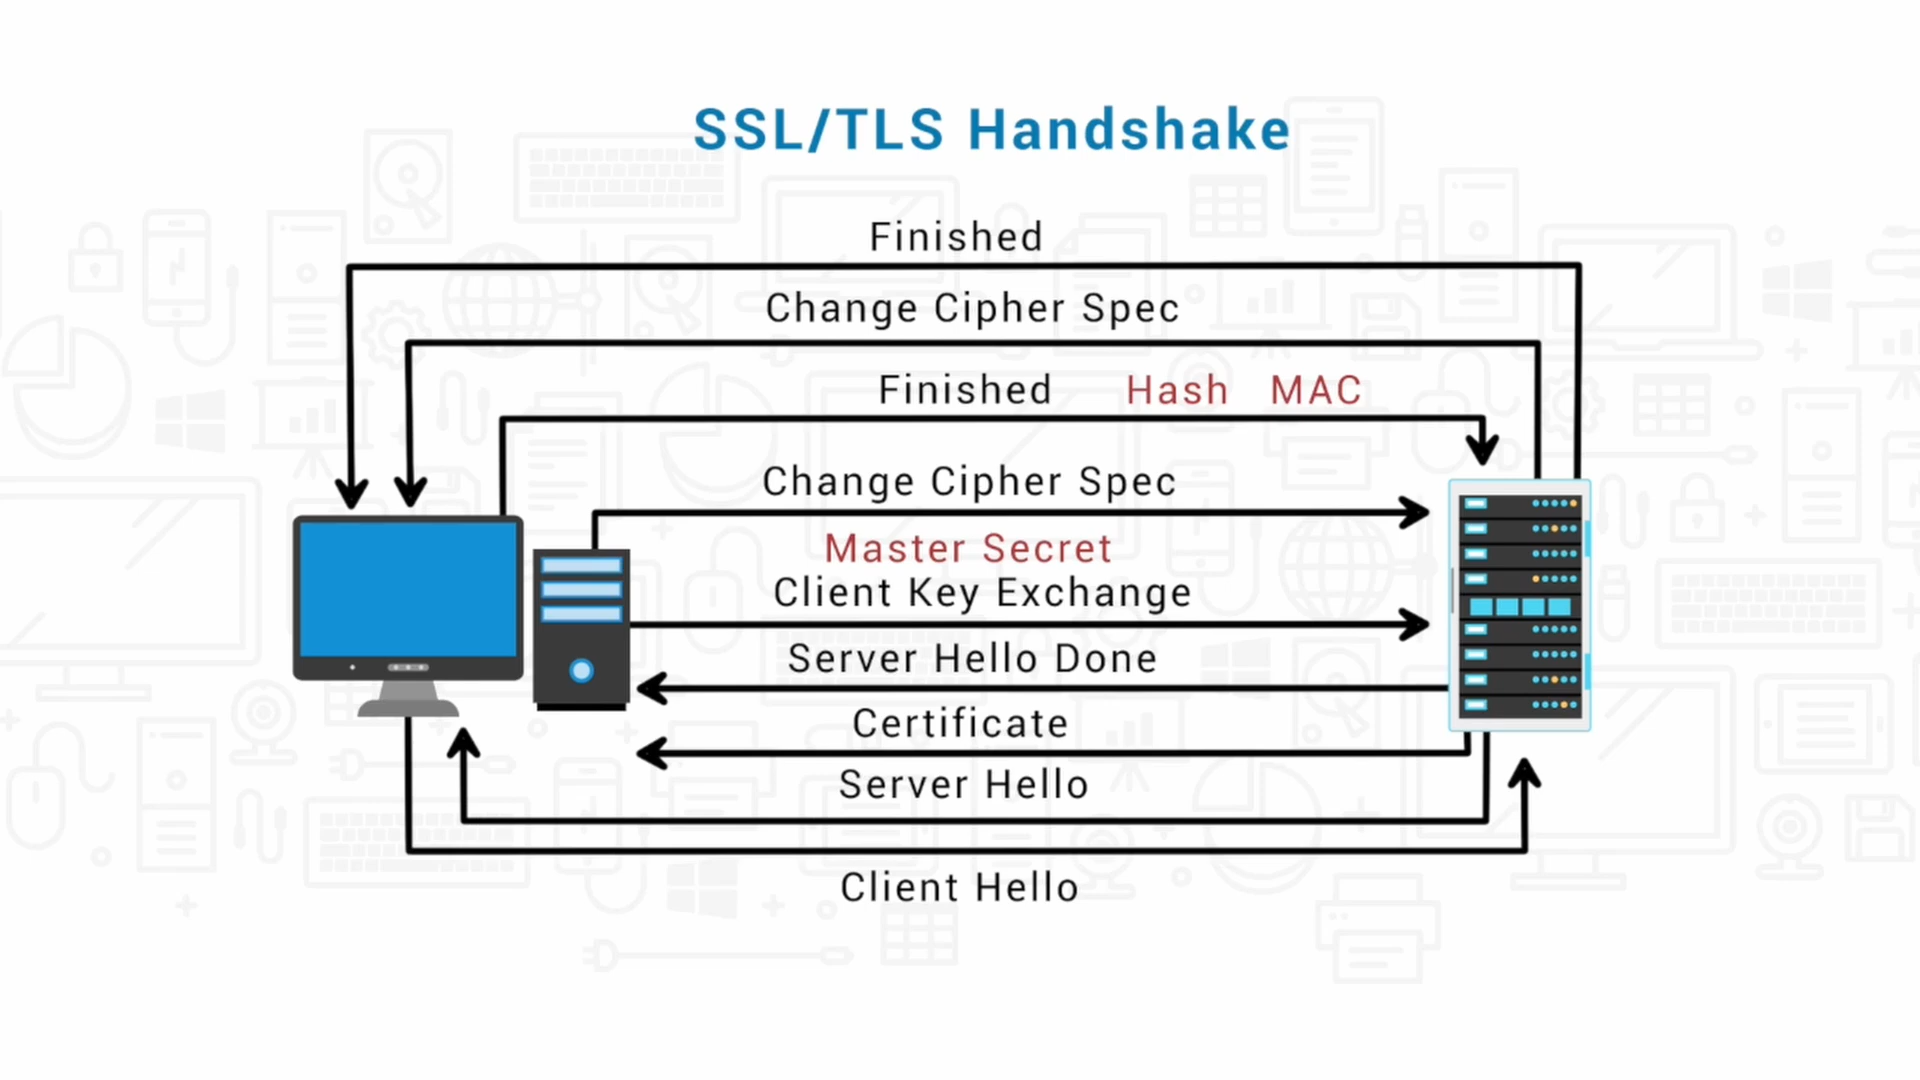 SSL/TLS Handshake
Finished
Change Cipher Spec
Finished Hash MAC
Change Cipher Spec
Master Secret
Client Key Exchange
Server Hello Done
Certificate
Server Hello
Client Hello